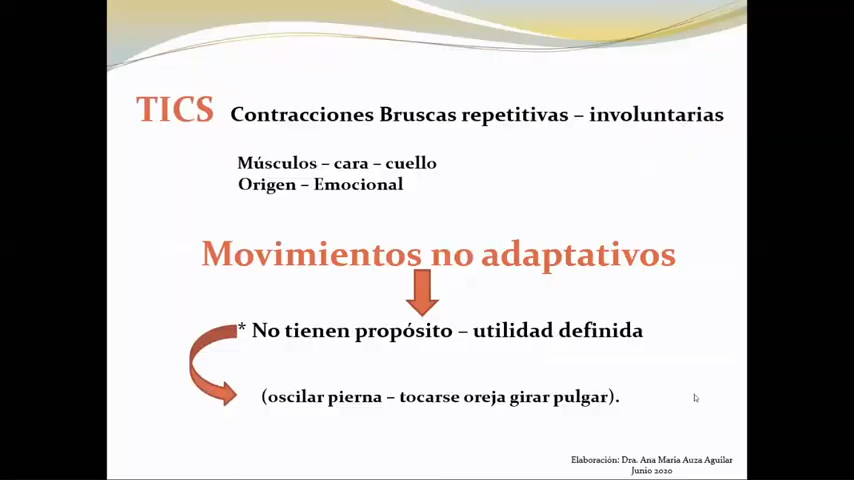 TICS Contracciones Bruscas repetitivas – involuntarias
Músculos – cara – cuello
Origen – Emocional
Movimientos no adaptativos
* No tienen propósito – utilidad definida
(oscilar pierna – tocarse oreja girar pulgar).
Elaboración: Dra. Ana Maria Auza Aguilar
Junio 2020